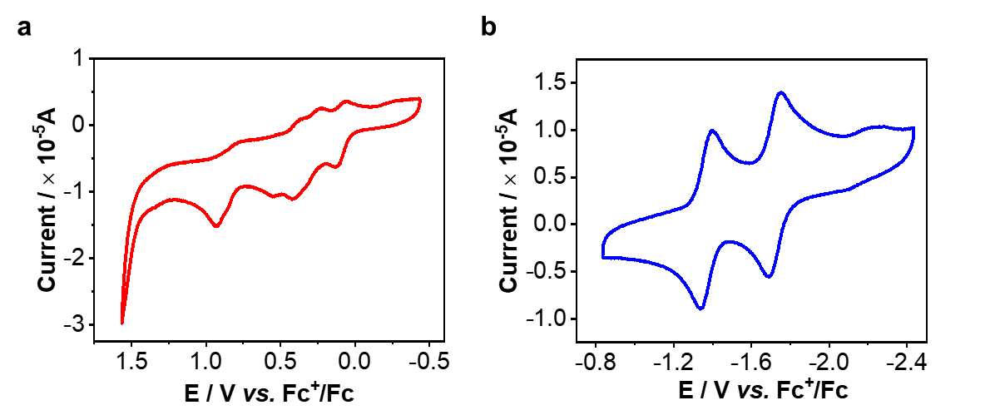 a
b
Current / × 10⁻⁵A
1
0
-1
-2
-3
1.5 1.0 0.5 0.0 -0.5
E / V vs. Fc⁺/Fc
Current / × 10⁻⁵A
1.5
1.0
0.5
0.0
-0.5
-1.0
-0.8 -1.2 -1.6 -2.0 -2.4
E / V vs. Fc⁺/Fc